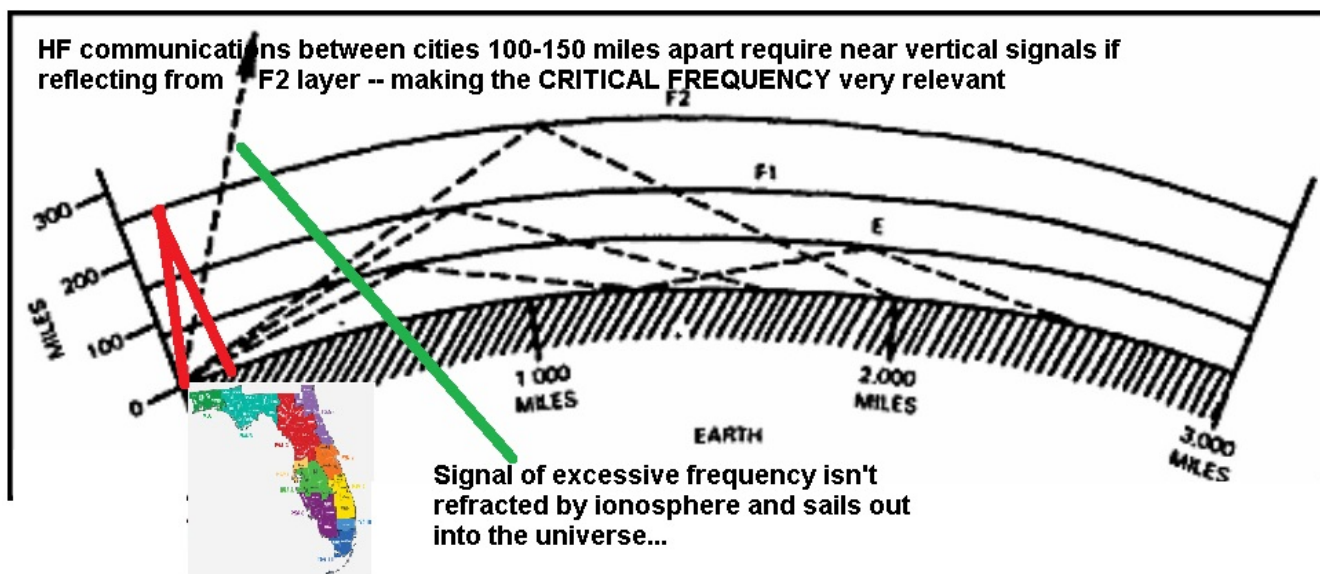 HF communications between cities 100-150 miles apart require near vertical signals if
reflecting from F2 layer -- making the CRITICAL FREQUENCY very relevant
F2
F1
E
300
200
100
0
MILES
1 000
MILES
2.000
MILES
3.000
MILES
EARTH
Signal of excessive frequency isn't
refracted by ionosphere and sails out
into the universe...